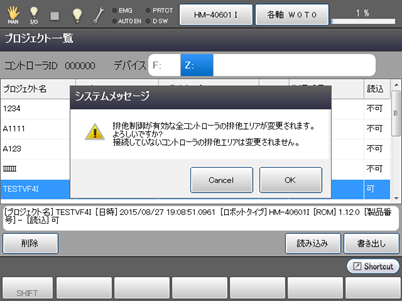 MAN
I/O
EMG
AUTO EN
PRTCT
D SW
HM-40601 I
各軸 W0T0
1 %
プロジェクト一覧
コントローラID 000000 デバイス F: Z:
プロジェクト名
読込
1234
不可
A1111
不可
A123
不可
不可
TESTVF4I
可
システムメッセージ
排他制御が有効な全コントローラの排他エリアが変更されます。
よろしいですか?
接続していないコントローラの排他エリアは変更されません。
Cancel
OK
[プロジェクト名] TESTVF4I [日時] 2015/08/27 19:08:51.0961 [ロボットタイプ] HM-40601I [ROM] 1.12.0 [製品番
号] - [読込] 可
削除
読み込み
書き出し
Shortcut
SHIFT